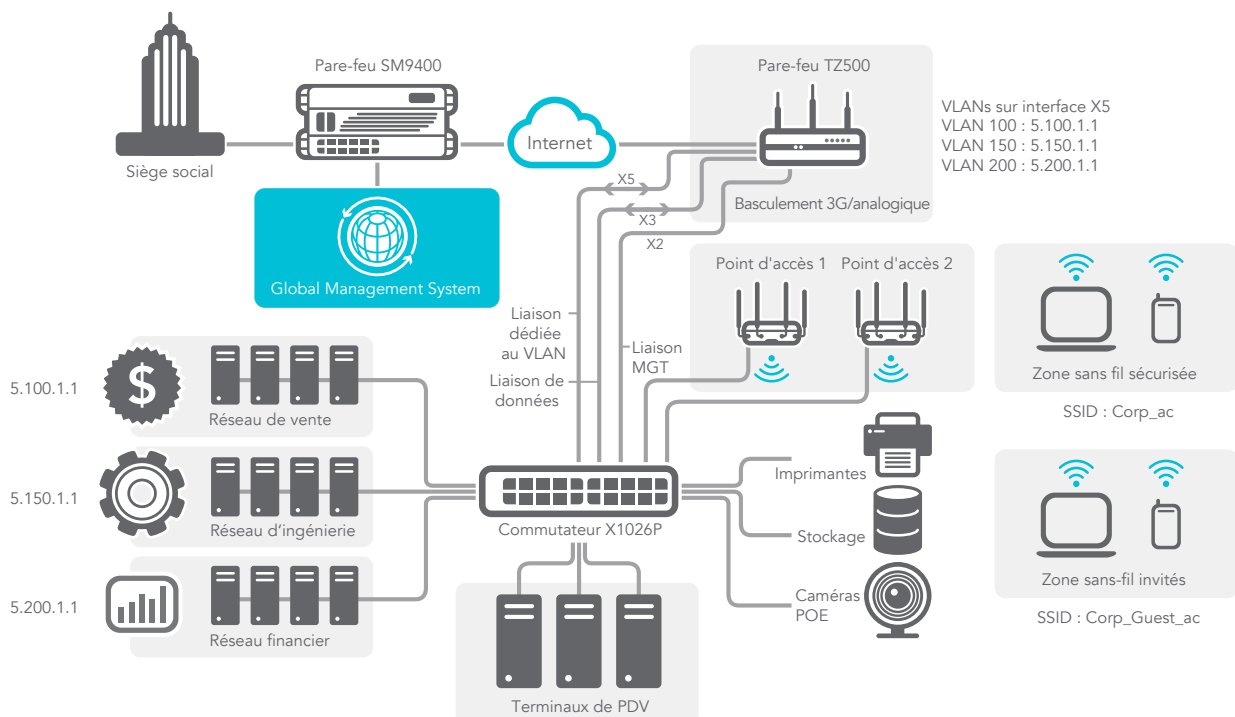 Pare-feu SM9400
Pare-feu TZ500
Internet
VLANs sur interface X5
VLAN 100 : 5.100.1.1
VLAN 150 : 5.150.1.1
VLAN 200 : 5.200.1.1
Siège social
X5
Basculement 3G/analogique
X3
X2
Global Management System
Point d'accès 1
Point d'accès 2
Liaison
dédiée
au VLAN
Liaison
MGT
Liaison de
données
Zone sans fil sécurisée
SSID : Corp_ac
5.100.1.1
$
Réseau de vente
5.150.1.1
Réseau d'ingénierie
5.200.1.1
Réseau financier
Commutateur X1026P
Imprimantes
Stockage
Caméras
POE
Zone sans-fil invités
SSID : Corp_Guest_ac
Terminaux de PDV